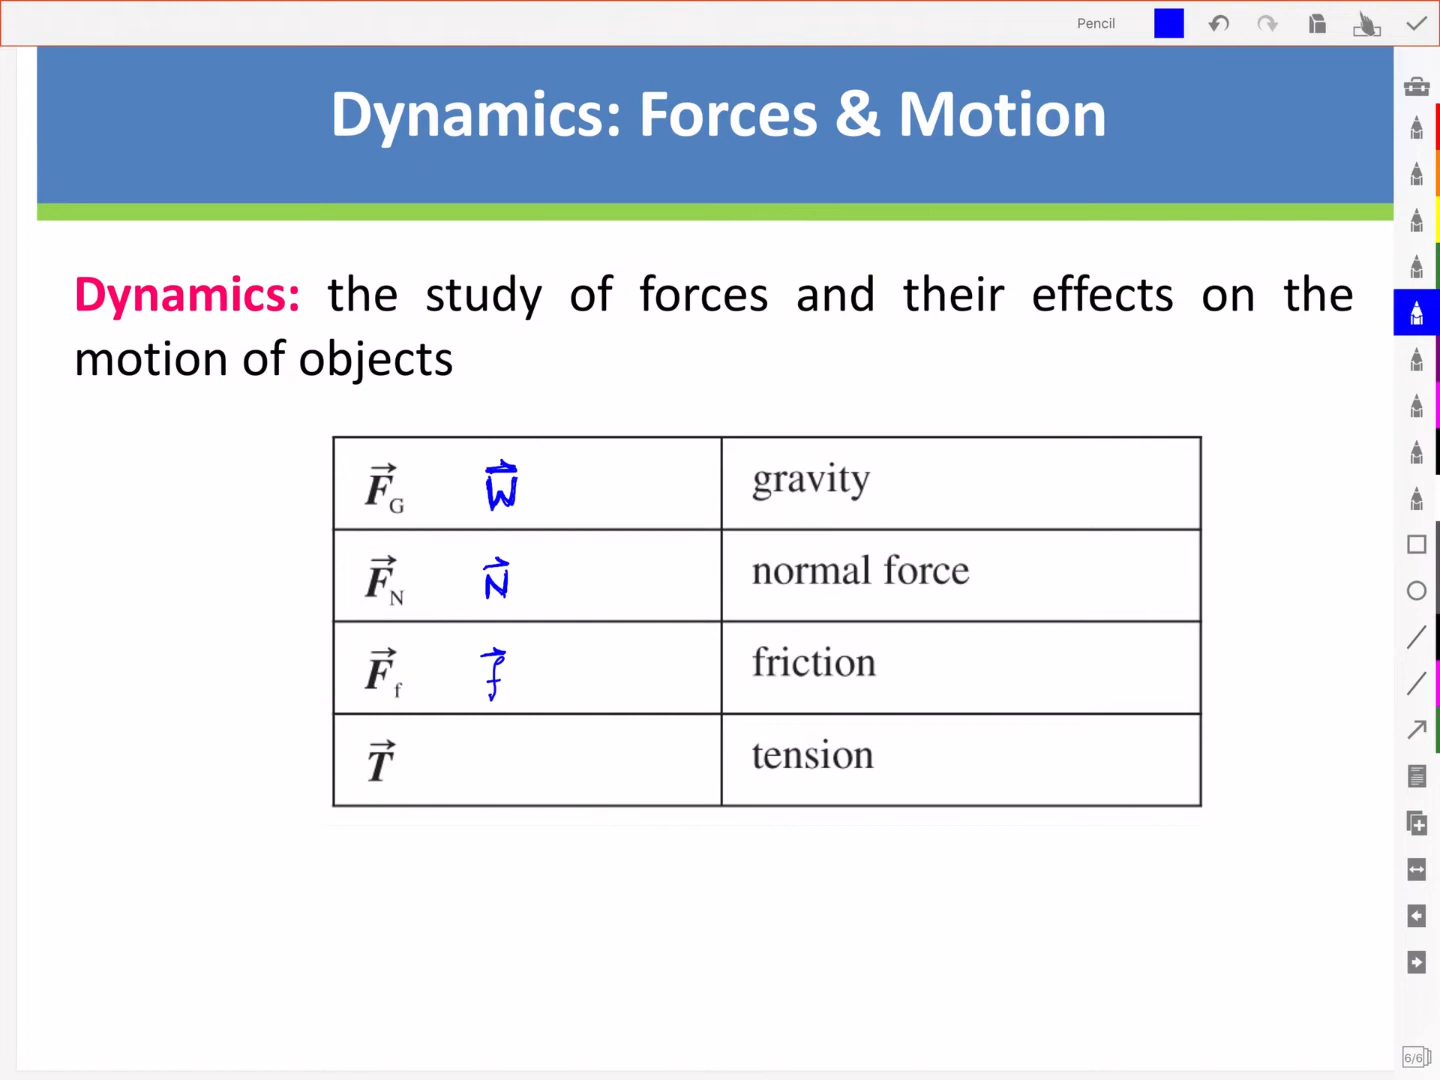 Pencil
Dynamics: Forces & Motion
Dynamics: the study of forces and their effects on the
motion of objects
F⃗G W⃗ gravity
F⃗N N⃗ normal force
F⃗f f⃗ friction
T⃗ tension
6/6